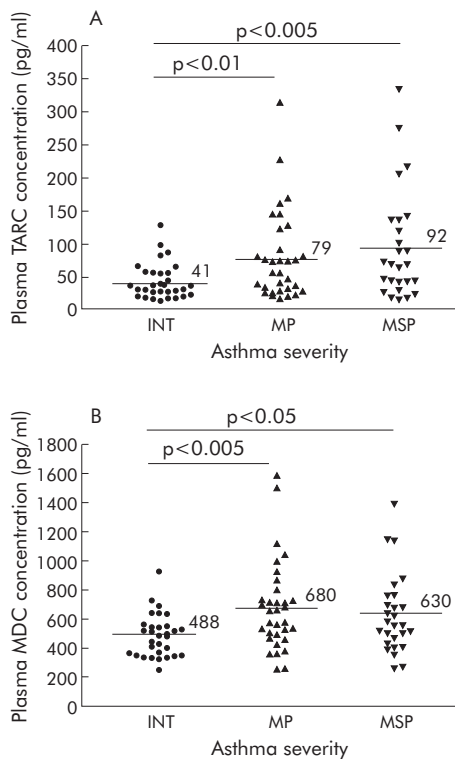 A
Plasma TARC concentration (pg/ml)
400
350
300
250
200
150
100
50
0
p<0.005
p<0.01
41
79
92
INT MP MSP
Asthma severity
B
Plasma MDC concentration (pg/ml)
1800
1600
1400
1200
1000
800
600
400
200
0
p<0.05
p<0.005
488
680
630
INT MP MSP
Asthma severity